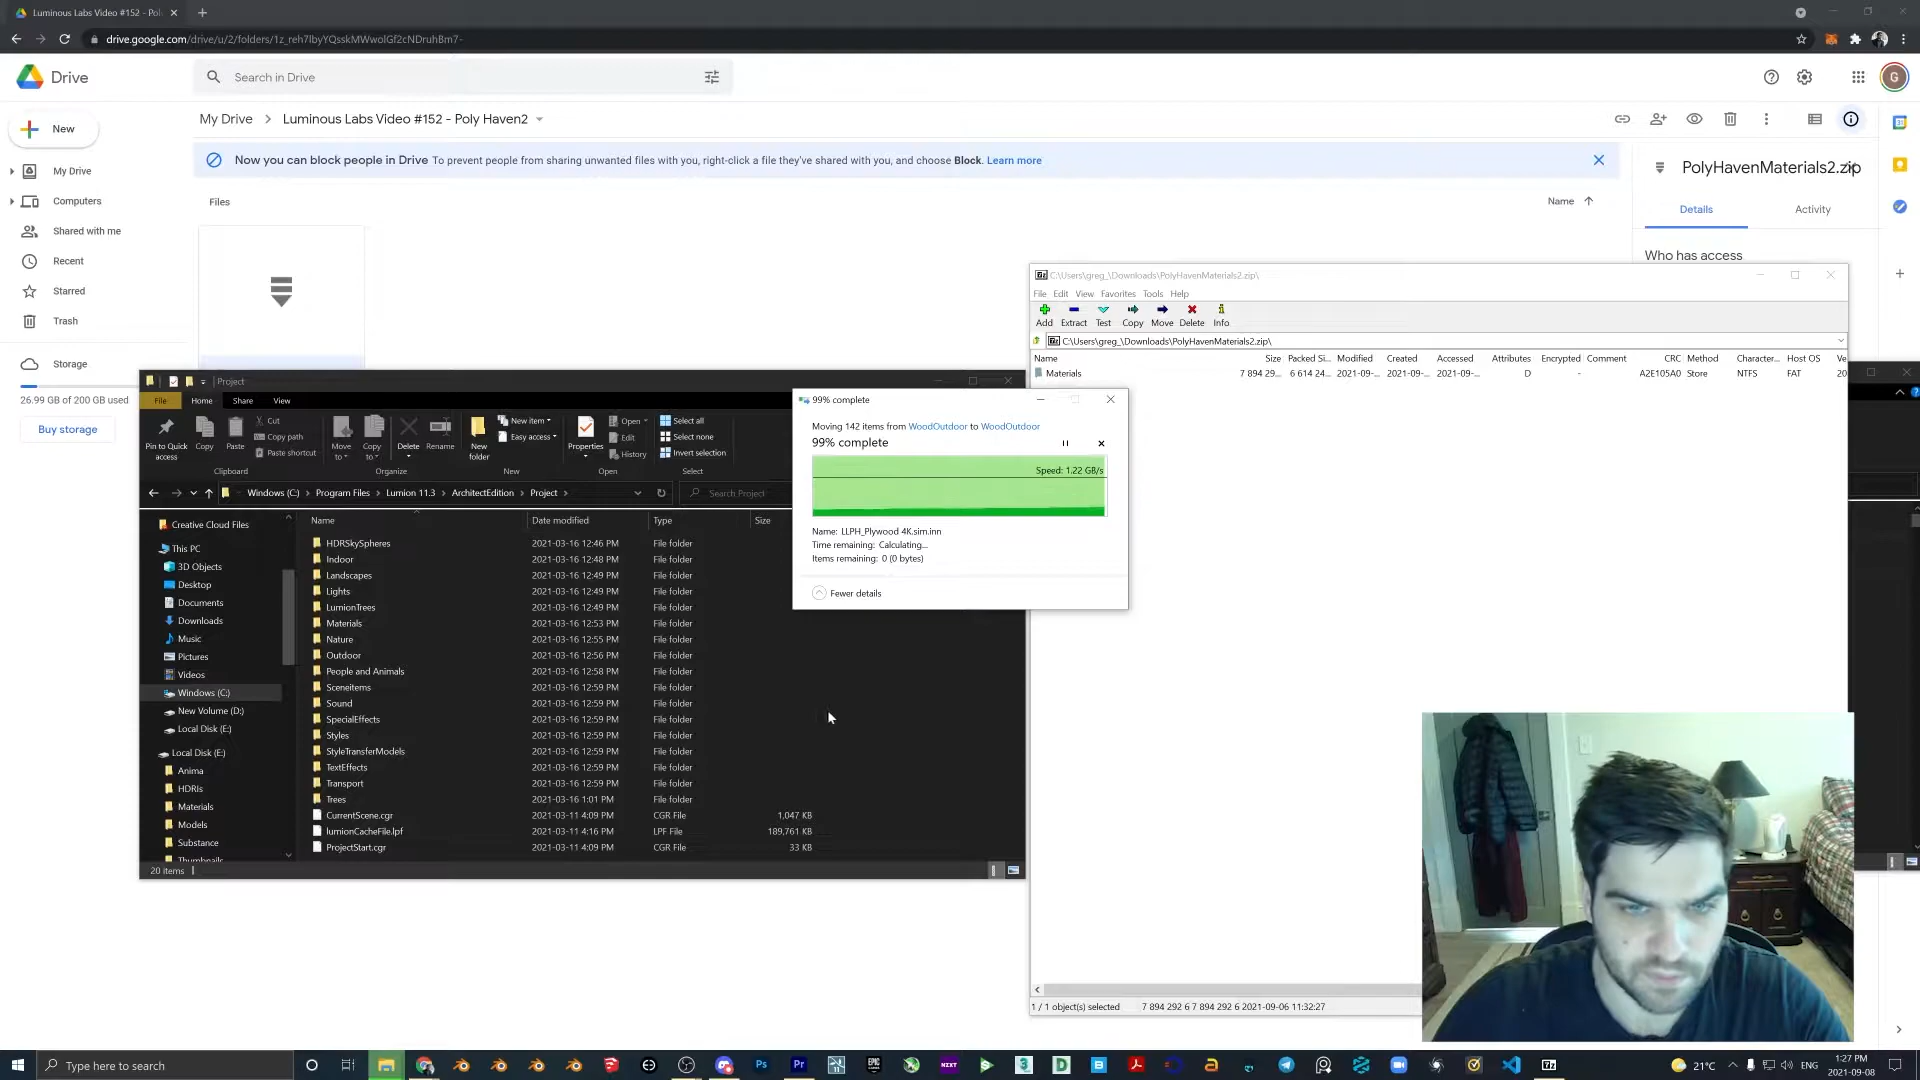 Luminous Labs Video #152 - Pol
drive.google.com/drive/u/2/folders/1z_reh7IbyYQsskMWwolGf2cNDruhBm7-
Drive
Search in Drive
G
New
My Drive
Computers
Shared with me
Recent
Starred
Trash
Storage
26.99 GB of 200 GB used
Buy storage
My Drive > Luminous Labs Video #152 - Poly Haven2
Now you can block people in Drive To prevent people from sharing unwanted files with you, right-click a file they've shared with you, and choose Block. Learn more
Files
Name
PolyHavenMaterials2.zip
Details Activity
Who has access
C:\Users\greg_\Downloads\PolyHavenMaterials2.zip\
File Edit View Favorites Tools Help
Add Extract Test Copy Move Delete Info
C:\Users\greg_\Downloads\PolyHavenMaterials2.zip\
Name Size Packed Si... Modified Created Accessed Attributes Encrypted Comment CRC Method Character... Host OS Ve
Materials 7 894 29... 6 614 24... 2021-09-... 2021-09-... 2021-09-... D - A2E105A0 Store NTFS FAT 20
1 / 1 object(s) selected 7 894 292 6 7 894 292 6 2021-09-06 11:32:27
Project
File Home Share View
Pin to Quick access
Copy
Paste
Cut
Copy path
Paste shortcut
Clipboard
Move to
Copy to
Delete
Rename
Organize
New folder
New item
Easy access
New
Properties
Open
Edit
History
Open
Select all
Select none
Invert selection
Select
Windows (C:) > Program Files > Lumion 11.3 > ArchitectEdition > Project >
Search Project
Creative Cloud Files
This PC
3D Objects
Desktop
Documents
Downloads
Music
Pictures
Videos
Windows (C:)
New Volume (D:)
Local Disk (E:)
Local Disk (E:)
Anima
HDRIs
Materials
Models
Substance
Thumbnails
Name Date modified Type Size
HDRSkySpheres 2021-03-16 12:46 PM File folder
Indoor 2021-03-16 12:48 PM File folder
Landscapes 2021-03-16 12:49 PM File folder
Lights 2021-03-16 12:49 PM File folder
LumionTrees 2021-03-16 12:49 PM File folder
Materials 2021-03-16 12:53 PM File folder
Nature 2021-03-16 12:55 PM File folder
Outdoor 2021-03-16 12:56 PM File folder
People and Animals 2021-03-16 12:58 PM File folder
Sceneitems 2021-03-16 12:59 PM File folder
Sound 2021-03-16 12:59 PM File folder
SpecialEffects 2021-03-16 12:59 PM File folder
Styles 2021-03-16 12:59 PM File folder
StyleTransferModels 2021-03-16 12:59 PM File folder
TextEffects 2021-03-16 12:59 PM File folder
Transport 2021-03-16 12:59 PM File folder
Trees 2021-03-16 1:01 PM File folder
CurrentScene.cgr 2021-03-11 4:09 PM CGR File 1,047 KB
lumionCacheFile.lpf 2021-03-11 4:16 PM LPF File 189,761 KB
ProjectStart.cgr 2021-03-11 4:09 PM CGR File 33 KB
20 items
99% complete
Moving 142 items from WoodOutdoor to WoodOutdoor
99% complete
Speed: 1.22 GB/s
Name: LLPH_Plywood 4K.sim.inn
Time remaining: Calculating...
Items remaining: 0 (0 bytes)
Fewer details
Type here to search
Ps
Pr
EPIC GAMES
NZXT
3
D
B
a
7z
21°C
ENG
1:27 PM
2021-09-08